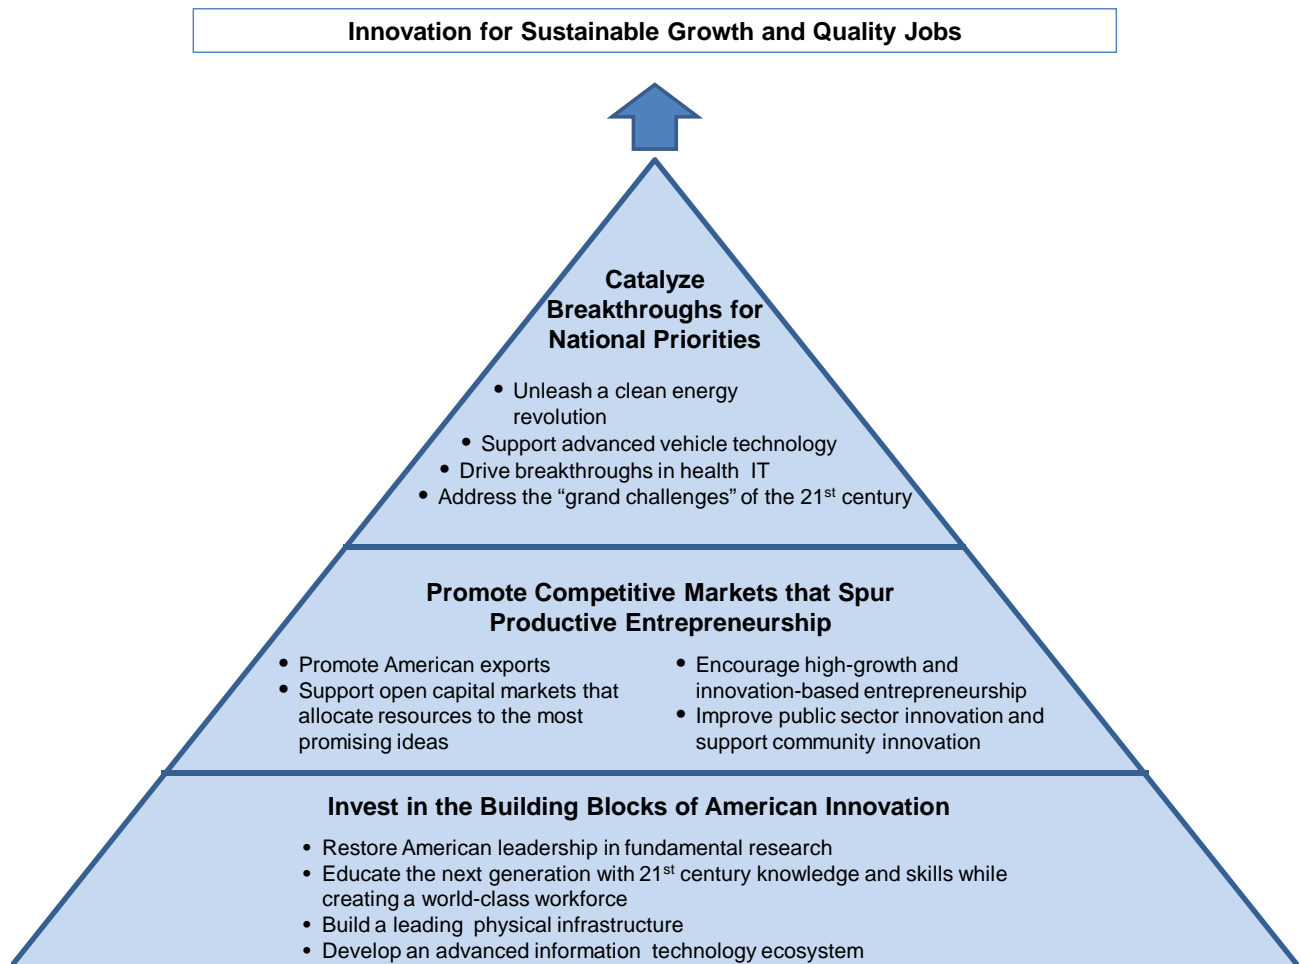 Innovation for Sustainable Growth and Quality Jobs
Catalyze
Breakthroughs for
National Priorities
• Unleash a clean energy
revolution
• Support advanced vehicle technology
• Drive breakthroughs in health IT
• Address the “grand challenges” of the 21st century
Promote Competitive Markets that Spur
Productive Entrepreneurship
• Promote American exports
• Support open capital markets that
allocate resources to the most
promising ideas
• Encourage high-growth and
innovation-based entrepreneurship
• Improve public sector innovation and
support community innovation
Invest in the Building Blocks of American Innovation
• Restore American leadership in fundamental research
• Educate the next generation with 21st century knowledge and skills while
creating a world-class workforce
• Build a leading physical infrastructure
• Develop an advanced information technology ecosystem